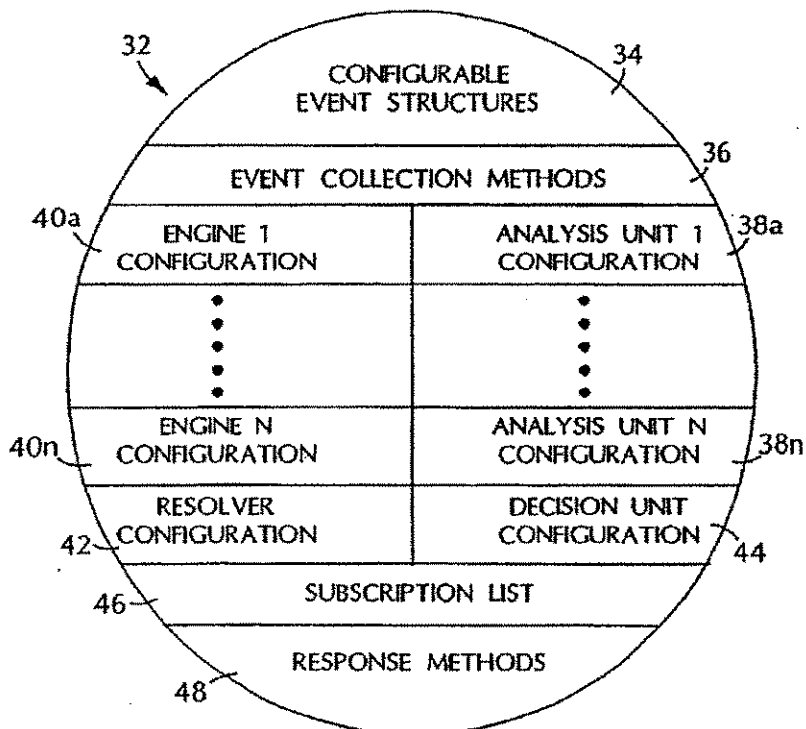 32
34
CONFIGURABLE
EVENT STRUCTURES
36
EVENT COLLECTION METHODS
40a
ENGINE 1
CONFIGURATION
ANALYSIS UNIT 1
CONFIGURATION
38a
40n
ENGINE N
CONFIGURATION
ANALYSIS UNIT N
CONFIGURATION
38n
42
RESOLVER
CONFIGURATION
DECISION UNIT
CONFIGURATION
44
46
SUBSCRIPTION LIST
48
RESPONSE METHODS